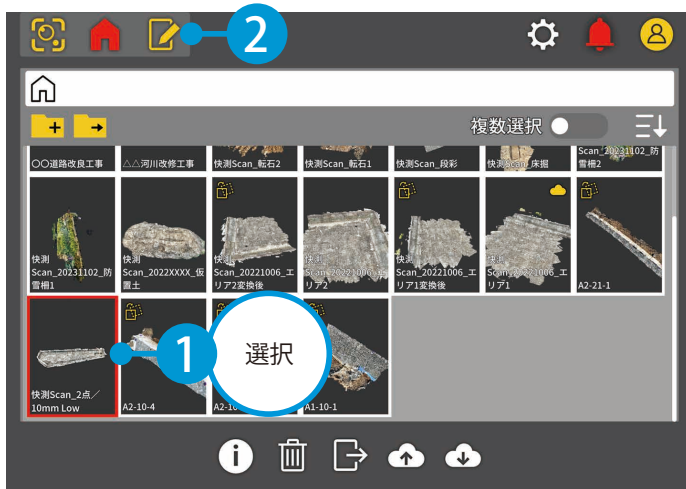 2
複数選択
〇〇道路改良工事
△△河川改修工事
快測Scan_転石2
快測Scan_転石1
快測Scan_段彩
快測Scan_床掘
Scan_20231102_防
雪柵2
快測
Scan_20231102_防
雪柵1
快測
Scan_2022XXXX_仮
置土
快測
Scan_20221006_エ
リア2変換後
快測
Scan_20221006_エ
リア2
快測
Scan_20221006_エ
リア1変換後
快測
Scan_20221006_エ
リア1
A2-21-1
快測Scan_2点/
10mm Low
1
選択
A2-10-4
A2-10
A1-10-1